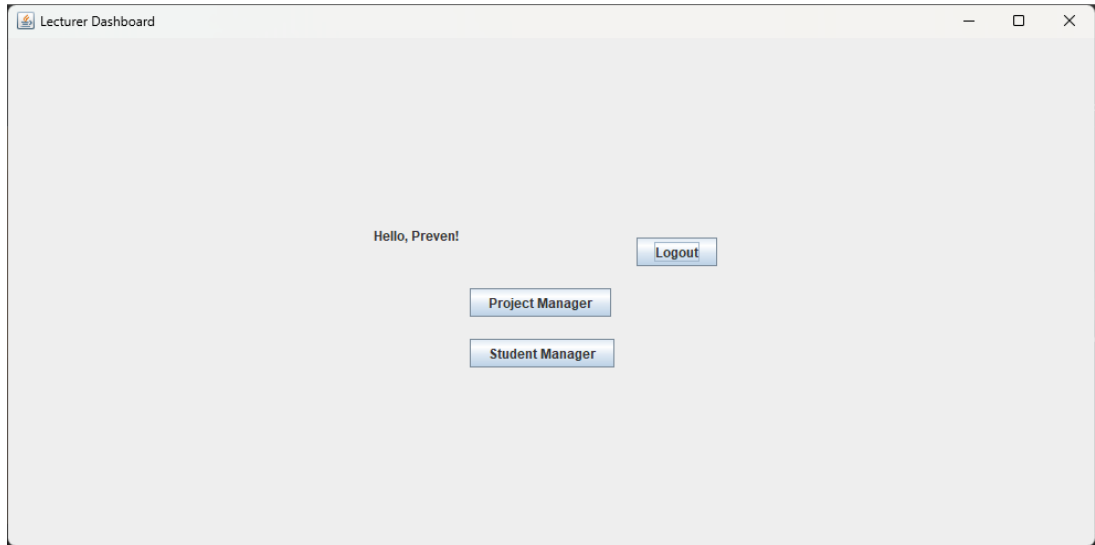 Lecturer Dashboard
Hello, Preven!
Logout
Project Manager
Student Manager